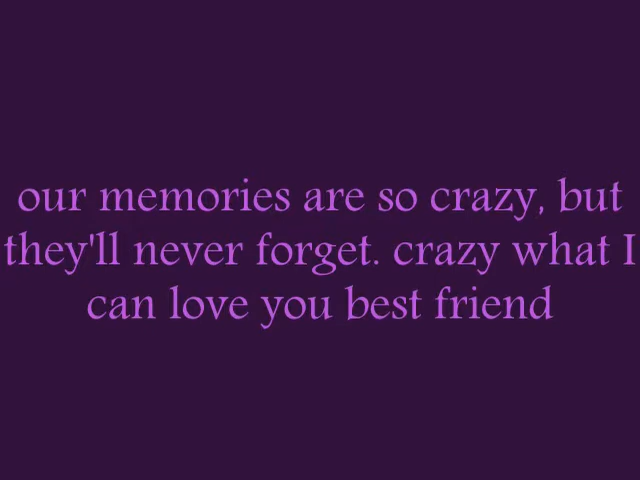 our memories are so crazy, but
they'll never forget. crazy what I
can love you best friend